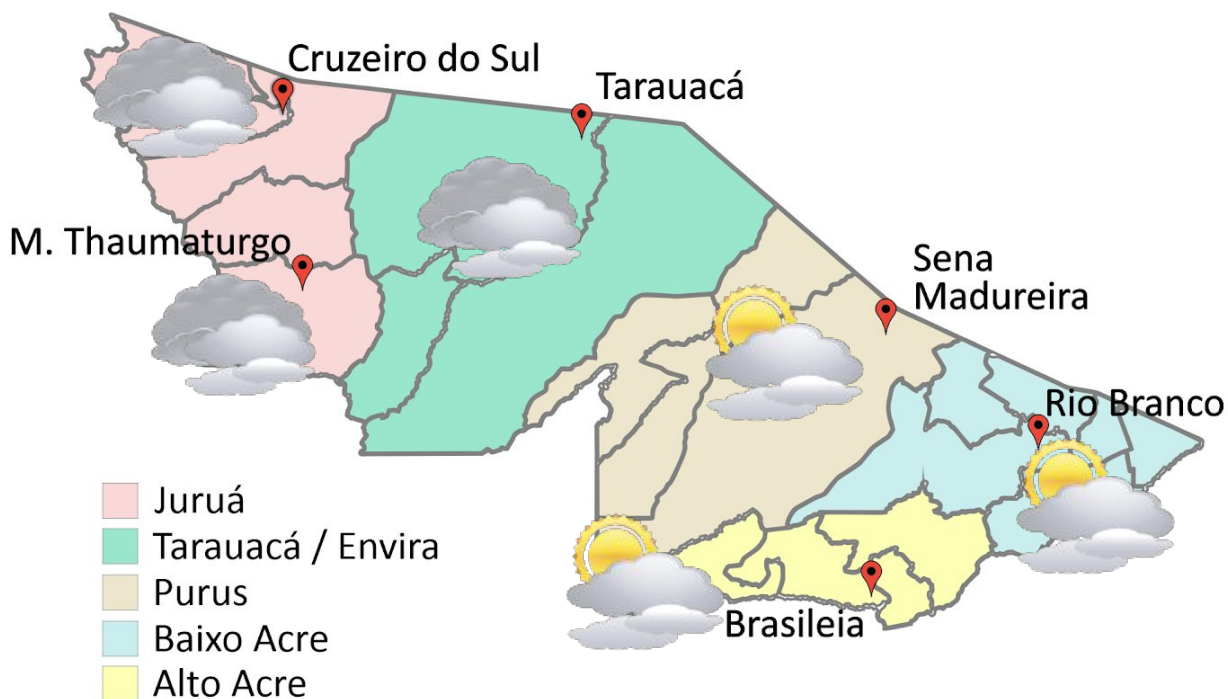 Cruzeiro do Sul
Tarauacá
M. Thaumaturgo
Sena
Madureira
Rio Branco
Brasileia
Juruá
Tarauacá / Envira
Purus
Baixo Acre
Alto Acre